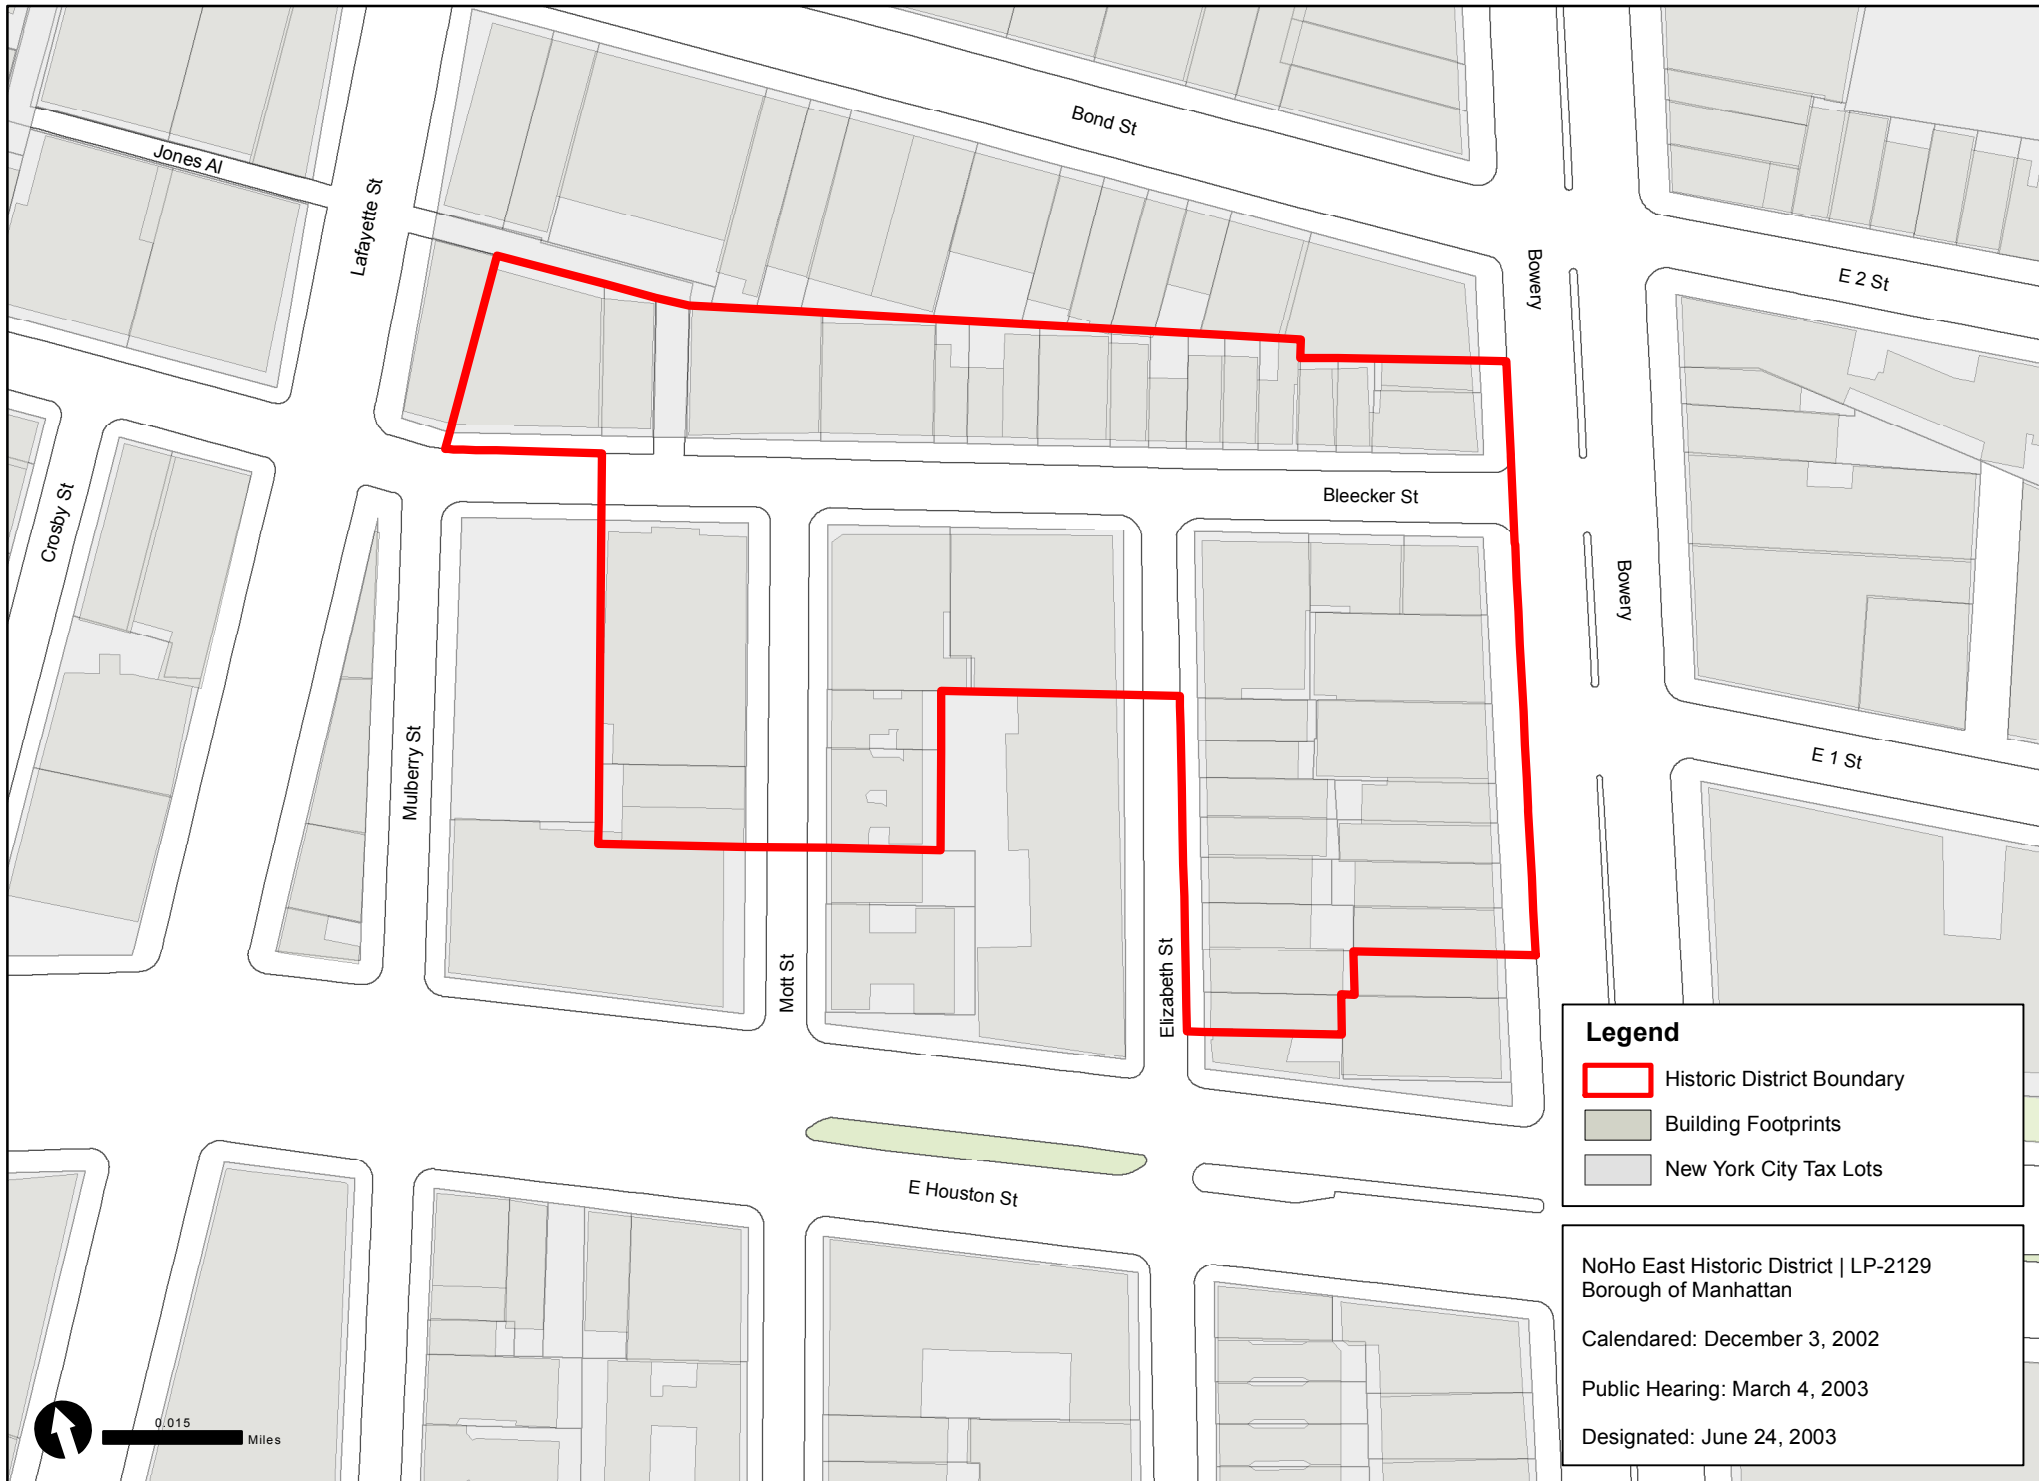 Bond St
Jones Al
Lafayette St
Bowery
E 2 St
Bleecker St
Crosby St
Bowery
Mulberry St
E 1 St
Mott St
Elizabeth St
E Houston St
Legend
Historic District Boundary
Building Footprints
New York City Tax Lots
NoHo East Historic District | LP-2129
Borough of Manhattan
Calendared: December 3, 2002
Public Hearing: March 4, 2003
Designated: June 24, 2003
0.015
Miles